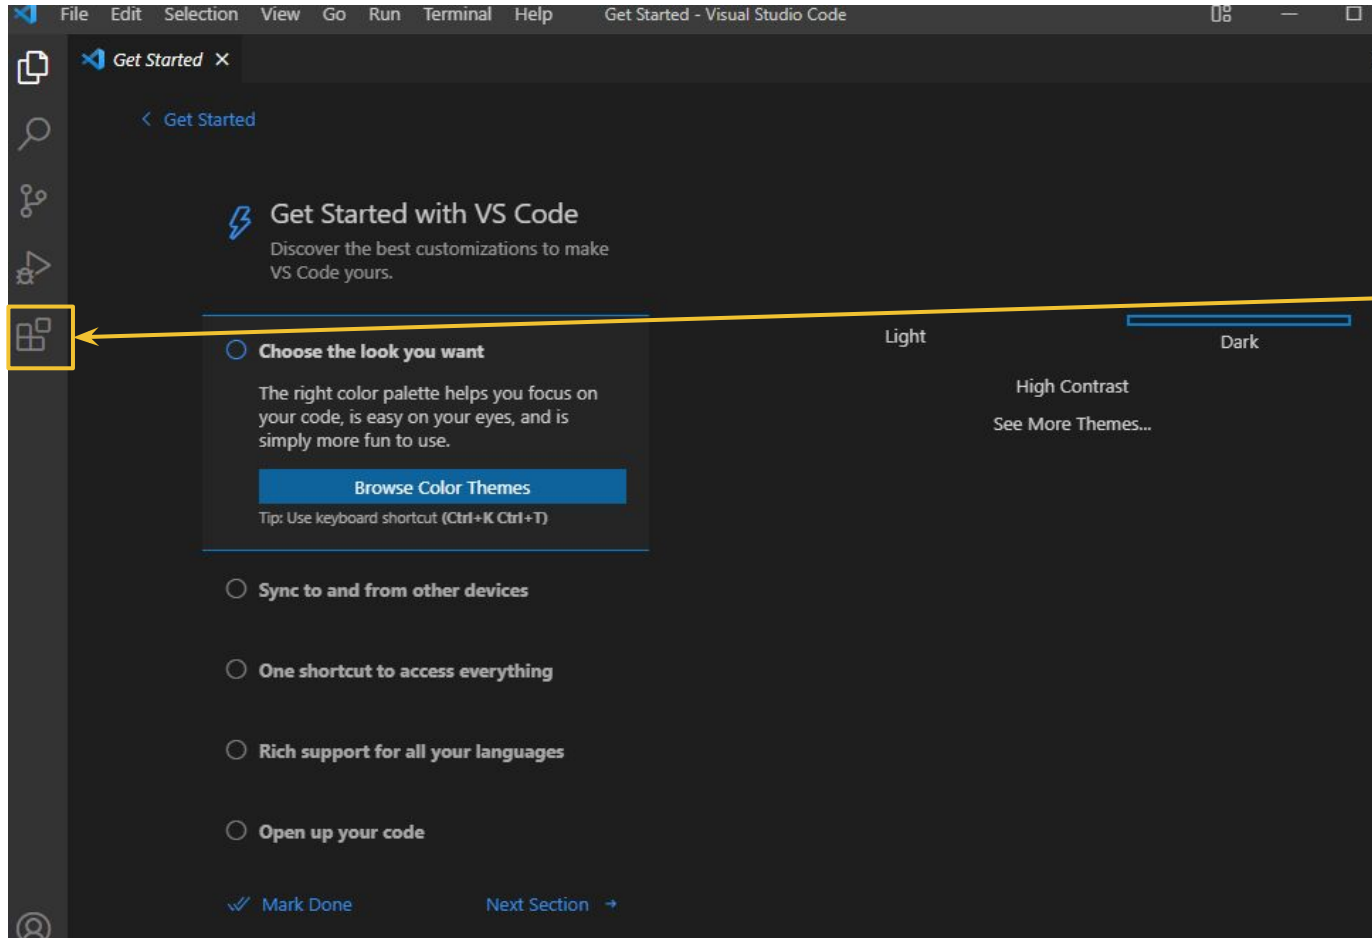 File Edit Selection View Go Run Terminal Help Get Started - Visual Studio Code
Get Started
Get Started
Get Started with VS Code
Discover the best customizations to make
VS Code yours.
Choose the look you want
The right color palette helps you focus on
your code, is easy on your eyes, and is
simply more fun to use.
Browse Color Themes
Tip: Use keyboard shortcut (Ctrl+K Ctrl+T)
Sync to and from other devices
One shortcut to access everything
Rich support for all your languages
Open up your code
Mark Done Next Section
Light
Dark
High Contrast
See More Themes...